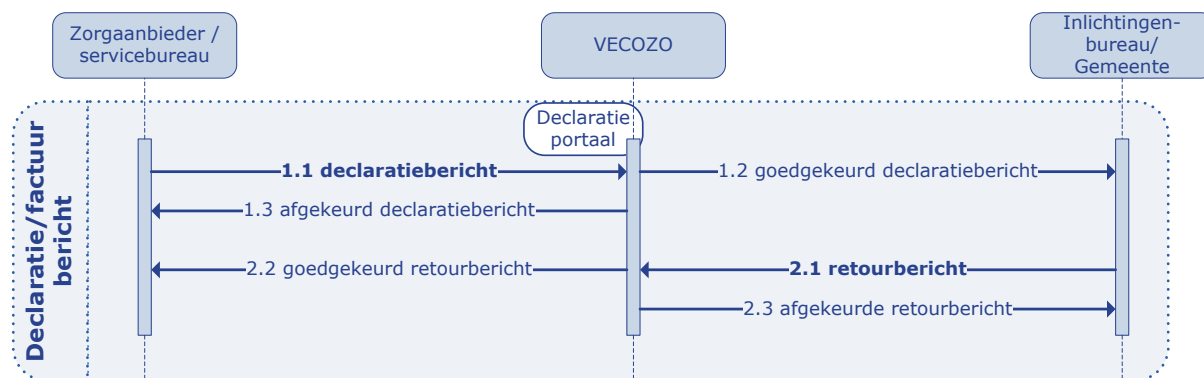 Zorgaanbieder /
servicebureau
VECOZO
Inlichtingen-
bureau/
Gemeente
Declaratie/factuur
bericht
Declaratie
portaal
1.1 declaratiebericht
1.2 goedgekeurd declaratiebericht
1.3 afgekeurd declaratiebericht
2.2 goedgekeurd retourbericht
2.1 retourbericht
2.3 afgekeurde retourbericht